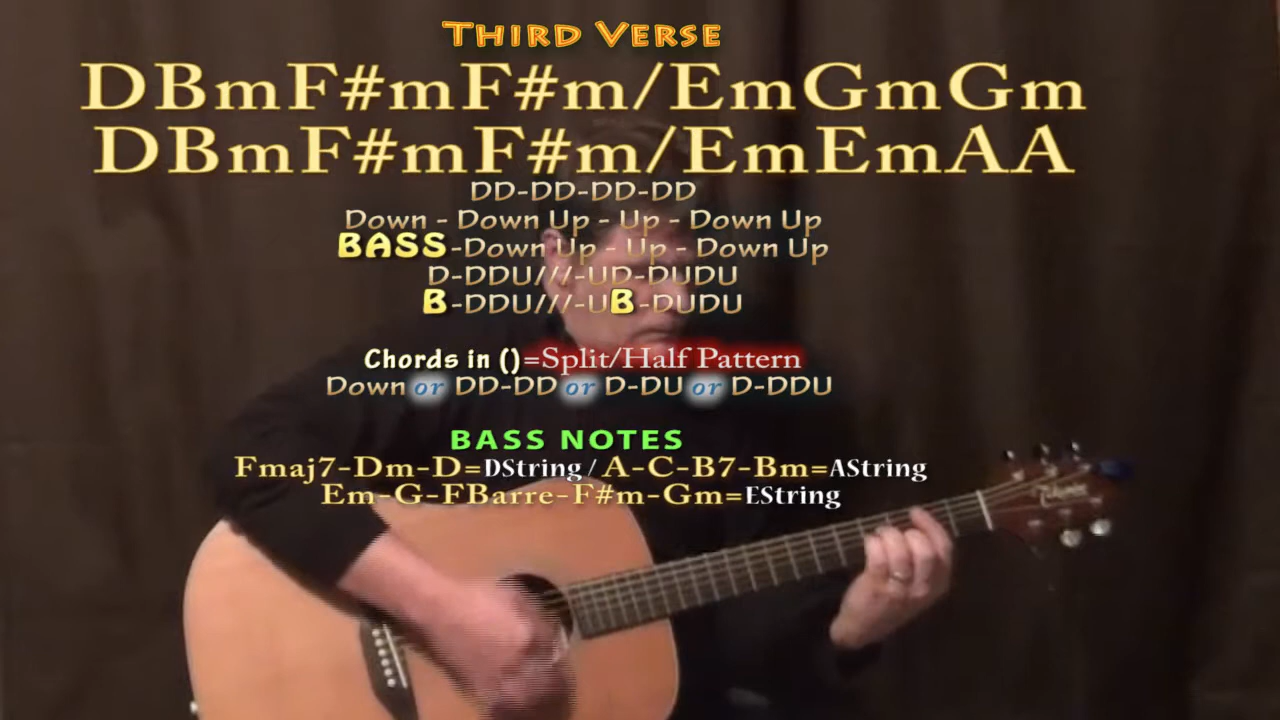 Third Verse
DBmF#mF#m/EmGmGm
DBmF#mF#m/EmEmAA
DD-DD-DD-DD
Down - Down Up - Up - Down Up
BASS-Down Up - Up - Down Up
D-DDU///-UD-DUDU
B-DDU///-UB-DUDU
Chords in ()=Split/Half Pattern
Down or DD-DD or D-DU or D-DDU
BASS NOTES
Fmaj7-Dm-D=DString / A-C-B7-Bm=AString
Em-G-FBarre-F#m-Gm=EString